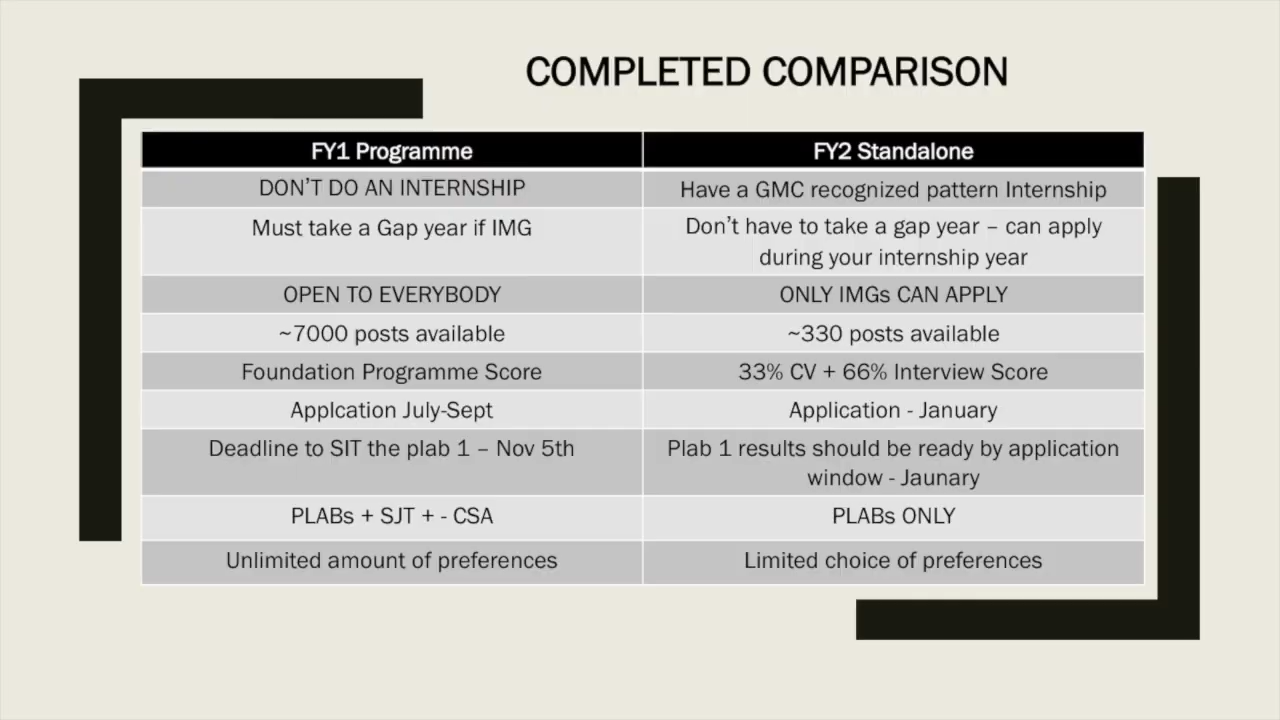 COMPLETED COMPARISON
FY1 Programme
FY2 Standalone
DON'T DO AN INTERNSHIP
Have a GMC recognized pattern Internship
Must take a Gap year if IMG
Don't have to take a gap year – can apply
during your internship year
OPEN TO EVERYBODY
ONLY IMGs CAN APPLY
~7000 posts available
~330 posts available
Foundation Programme Score
33% CV + 66% Interview Score
Applcation July-Sept
Application - January
Deadline to SIT the plab 1 – Nov 5th
Plab 1 results should be ready by application
window - Jaunary
PLABs + SJT + - CSA
PLABs ONLY
Unlimited amount of preferences
Limited choice of preferences